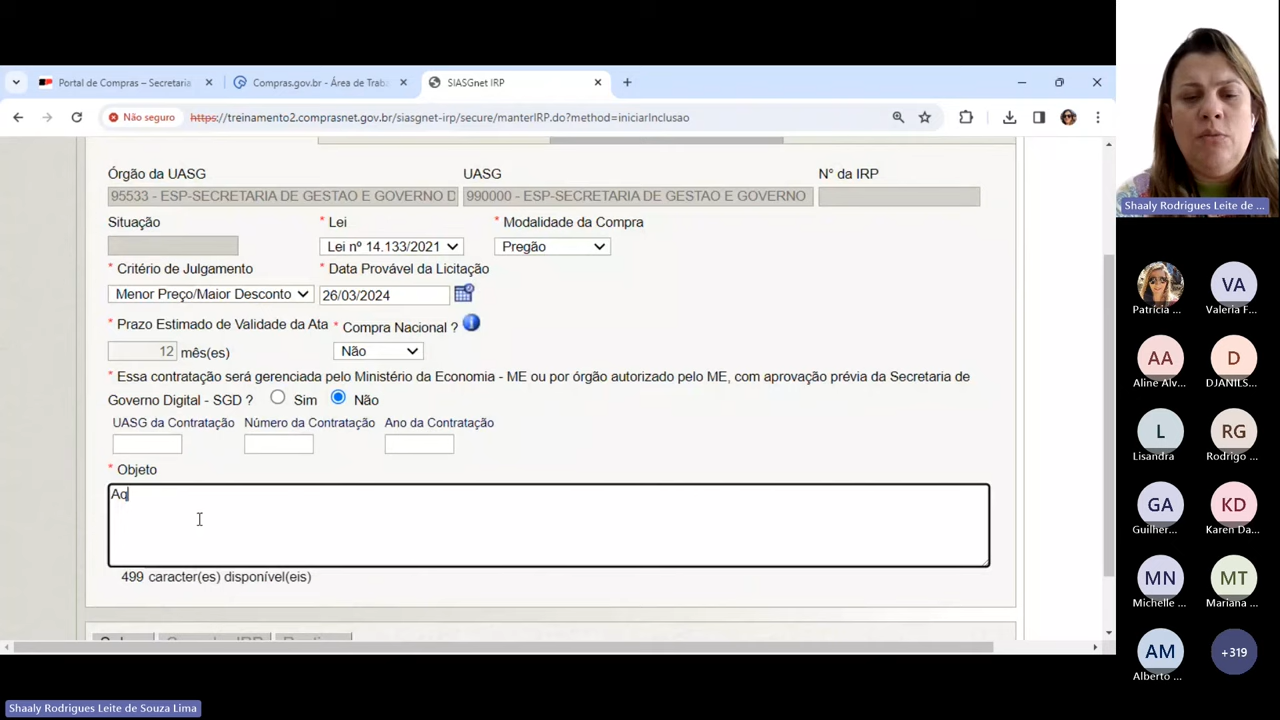 Portal de Compras – Secretaria
Compras.gov.br - Área de Trab
SIASGnet IRP
Não seguro
https://treinamento2.comprasnet.gov.br/siasgnet-irp/secure/manterIRP.do?method=iniciarInclusao
Órgão da UASG UASG N° da IRP
95533 - ESP-SECRETARIA DE GESTAO E GOVERNO D 990000 - ESP-SECRETARIA DE GESTAO E GOVERNO
Situação * Lei * Modalidade da Compra
Lei nº 14.133/2021 Pregão
* Critério de Julgamento * Data Provável da Licitação
Menor Preço/Maior Desconto 26/03/2024
* Prazo Estimado de Validade da Ata * Compra Nacional ?
12 mês(es) Não
* Essa contratação será gerenciada pelo Ministério da Economia - ME ou por órgão autorizado pelo ME, com aprovação prévia da Secretaria de
Governo Digital - SGD ? Sim Não
UASG da Contratação Número da Contratação Ano da Contratação
* Objeto
Aq
499 caracter(es) disponível(eis)
Shaaly Rodrigues Leite de ...
Patrícia ...
VA
Valeria F...
AA
Aline Alv...
D
DJANILS...
L
Lisandra
RG
Rodrigo ...
GA
Guilher...
KD
Karen Da...
MN
Michelle ...
MT
Mariana ...
AM
Alberto ...
+319
Shaaly Rodrigues Leite de Souza Lima